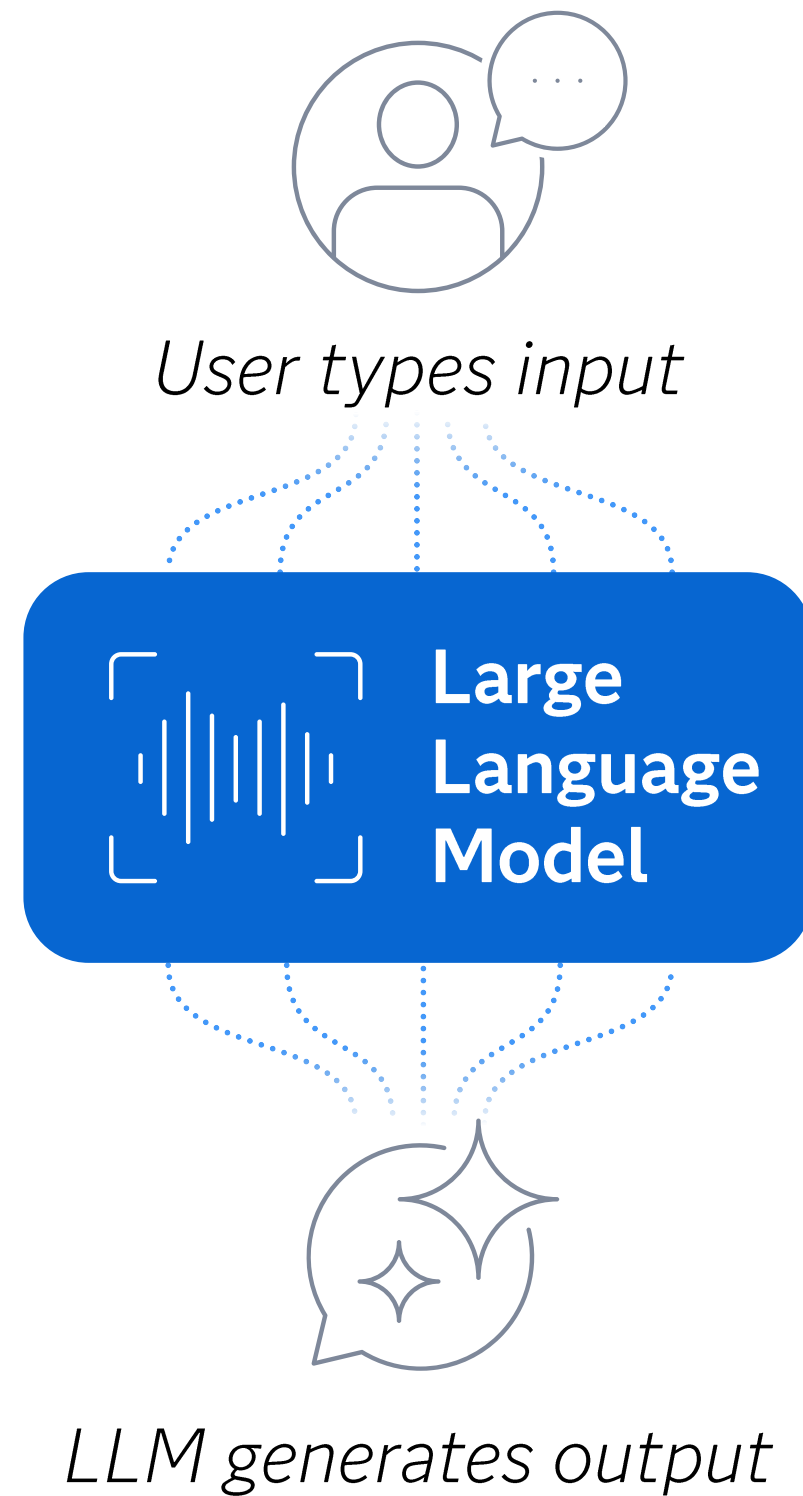 User types input
Large
Language
Model
LLM generates output